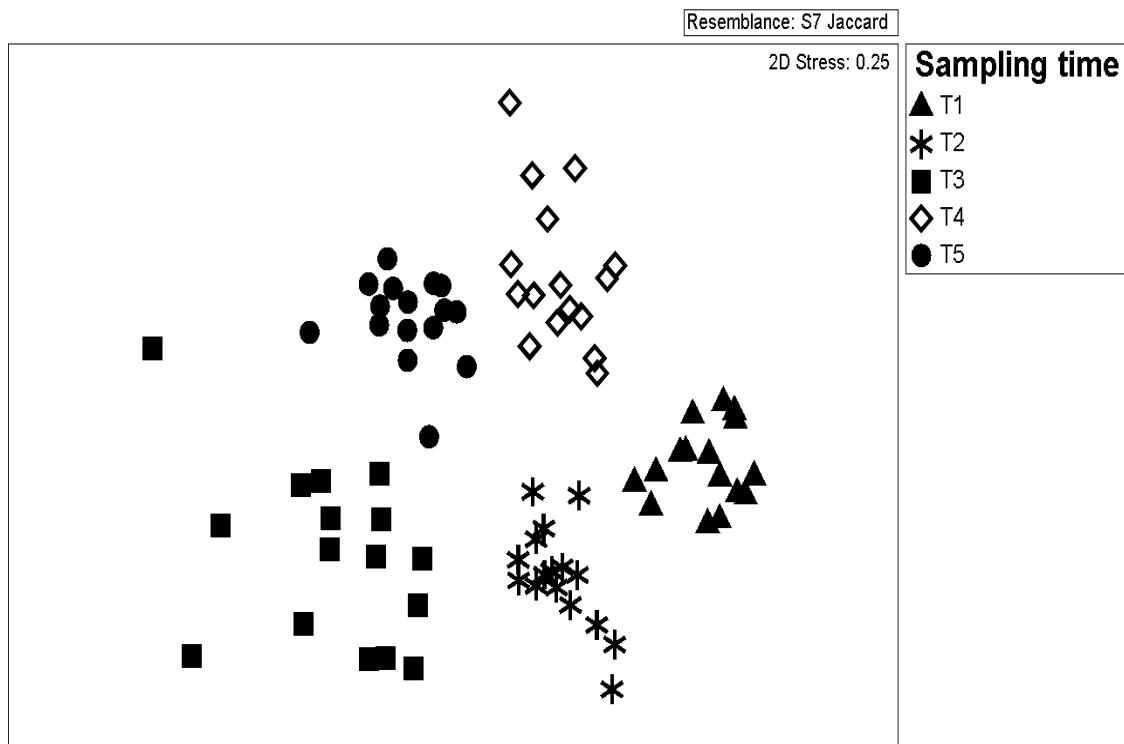 Resemblance: S7 Jaccard
2D Stress: 0.25
Sampling time
T1
T2
T3
T4
T5